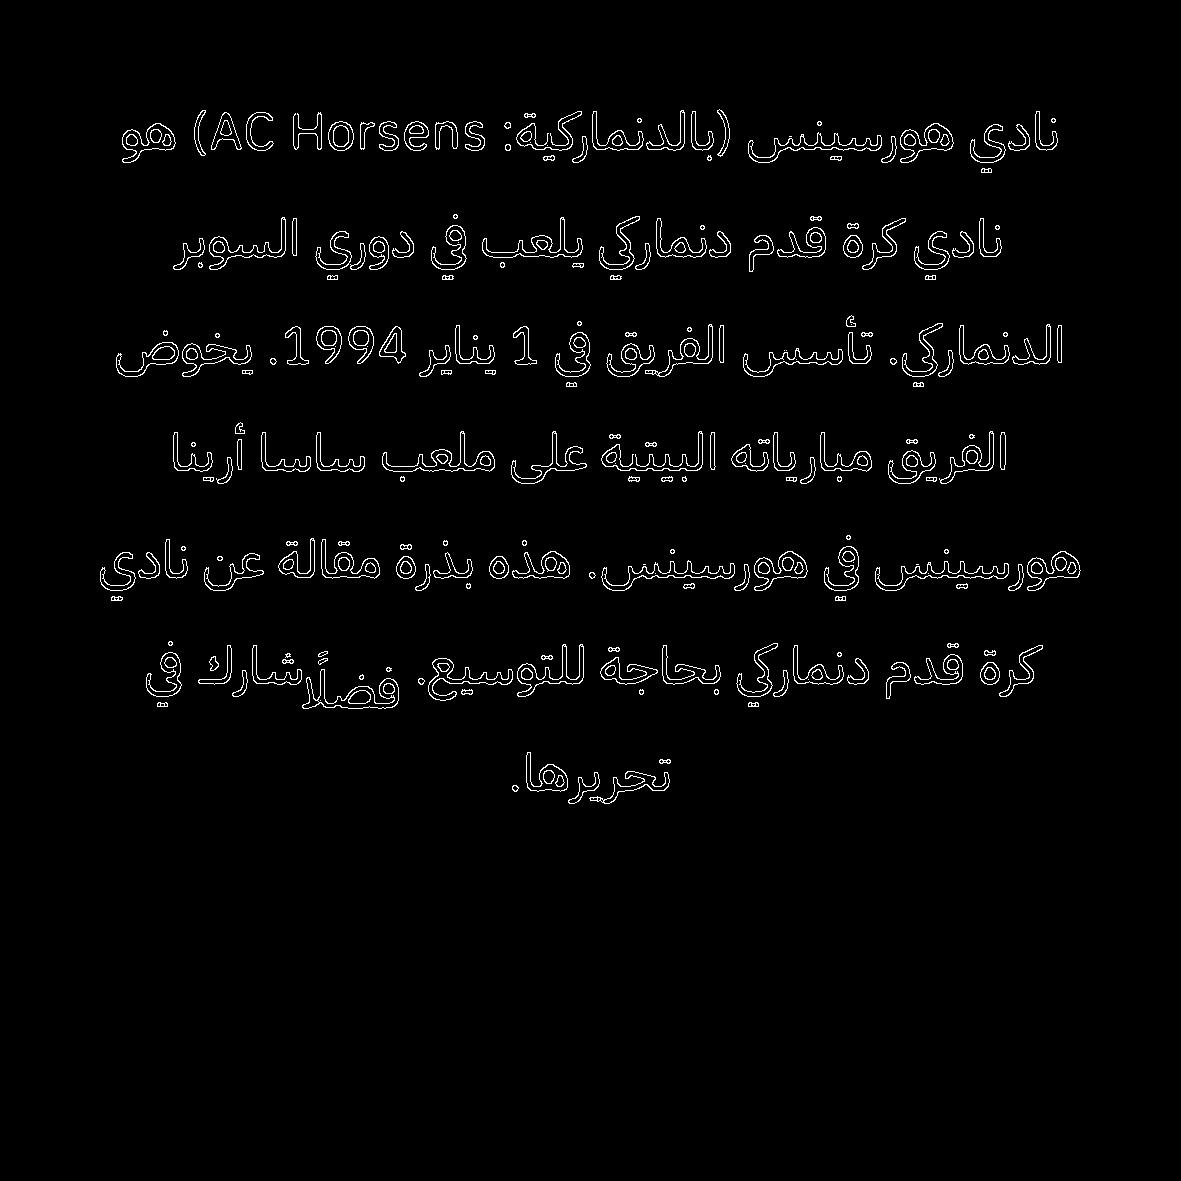 نادي هورسينس (بالدنماركية: AC Horsens) هو
نادي كرة قدم دنماركي يلعب في دوري السوبر
الدنماركي. تأسس الفريق في 1 يناير 1994. يخوض
الفريق مبارياته البيتية على ملعب ساسا أرينا
هورسينس في هورسينس. هذه بذرة مقالة عن نادي
كرة قدم دنماركي بحاجة للتوسيع. فضلًا شارك في
تحريرها.